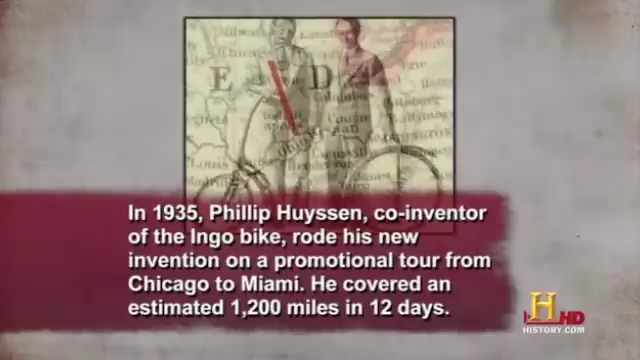 E
D
In 1935, Phillip Huyssen, co-inventor
of the Ingo bike, rode his new
invention on a promotional tour from
Chicago to Miami. He covered an
estimated 1,200 miles in 12 days.
H HD
HISTORY.COM